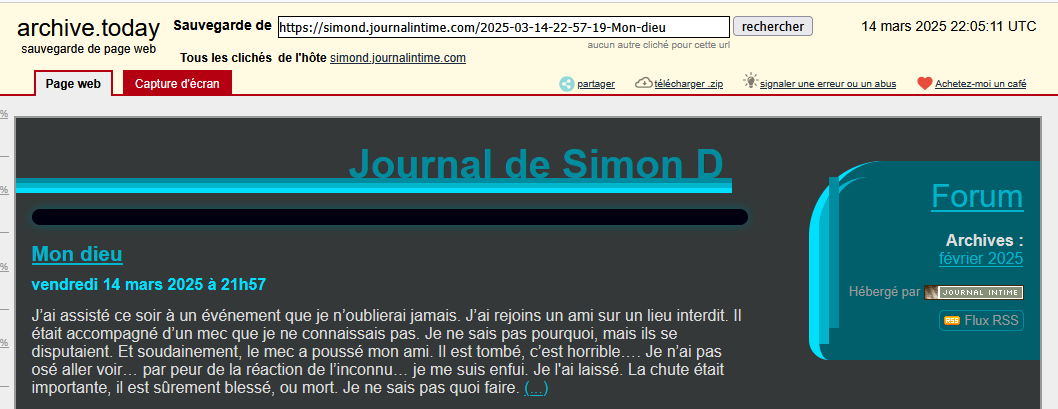 archive.today
sauvegarde de page web
Sauvegarde de https://simond.journalintime.com/2025-03-14-22-57-19-Mon-dieu rechercher 14 mars 2025 22:05:11 UTC
aucun autre cliché pour cette url
Tous les clichés de l'hôte simond.journalintime.com
Page web Capture d'écran partager télécharger .zip signaler une erreur ou un abus Achetez-moi un café
Journal de Simon D
Forum
Archives :
février 2025
Hébergé par JOURNAL INTIME
RSS Flux RSS
Mon dieu
vendredi 14 mars 2025 à 21h57
J'ai assisté ce soir à un événement que je n'oublierai jamais. J'ai rejoins un ami sur un lieu interdit. Il
était accompagné d'un mec que je ne connaissais pas. Je ne sais pas pourquoi, mais ils se
disputaient. Et soudainement, le mec a poussé mon ami. Il est tombé, c'est horrible…. Je n'ai pas
osé aller voir… par peur de la réaction de l'inconnu… je me suis enfui. Je l'ai laissé. La chute était
importante, il est sûrement blessé, ou mort. Je ne sais pas quoi faire. (...)
%
%
%
%